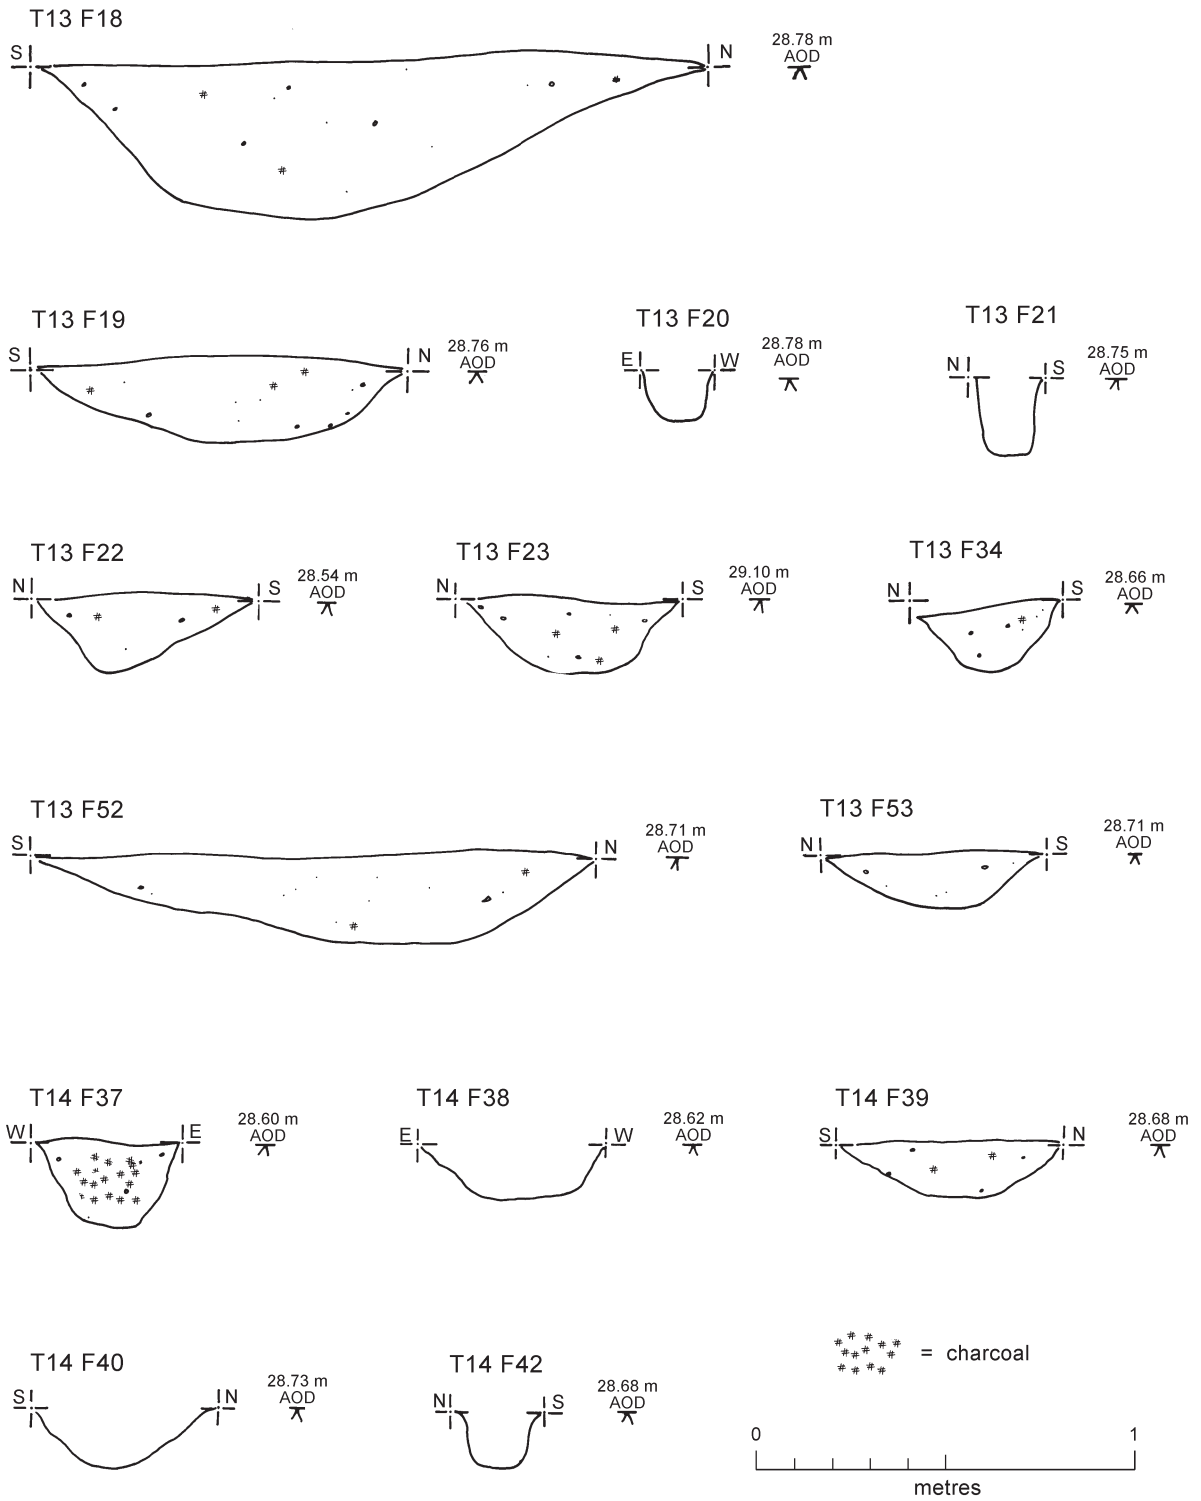 T13 F18
S N 28.78 m
AOD
T13 F19
S N 28.76 m
AOD
T13 F20
E W 28.78 m
AOD
T13 F21
N S 28.75 m
AOD
T13 F22
N S 28.54 m
AOD
T13 F23
N S 29.10 m
AOD
T13 F34
N S 28.66 m
AOD
T13 F52
S N 28.71 m
AOD
T13 F53
N S 28.71 m
AOD
T14 F37
W E 28.60 m
AOD
T14 F38
E W 28.62 m
AOD
T14 F39
S N 28.68 m
AOD
T14 F40
S N 28.73 m
AOD
T14 F42
N S 28.68 m
AOD
= charcoal
0 1
metres